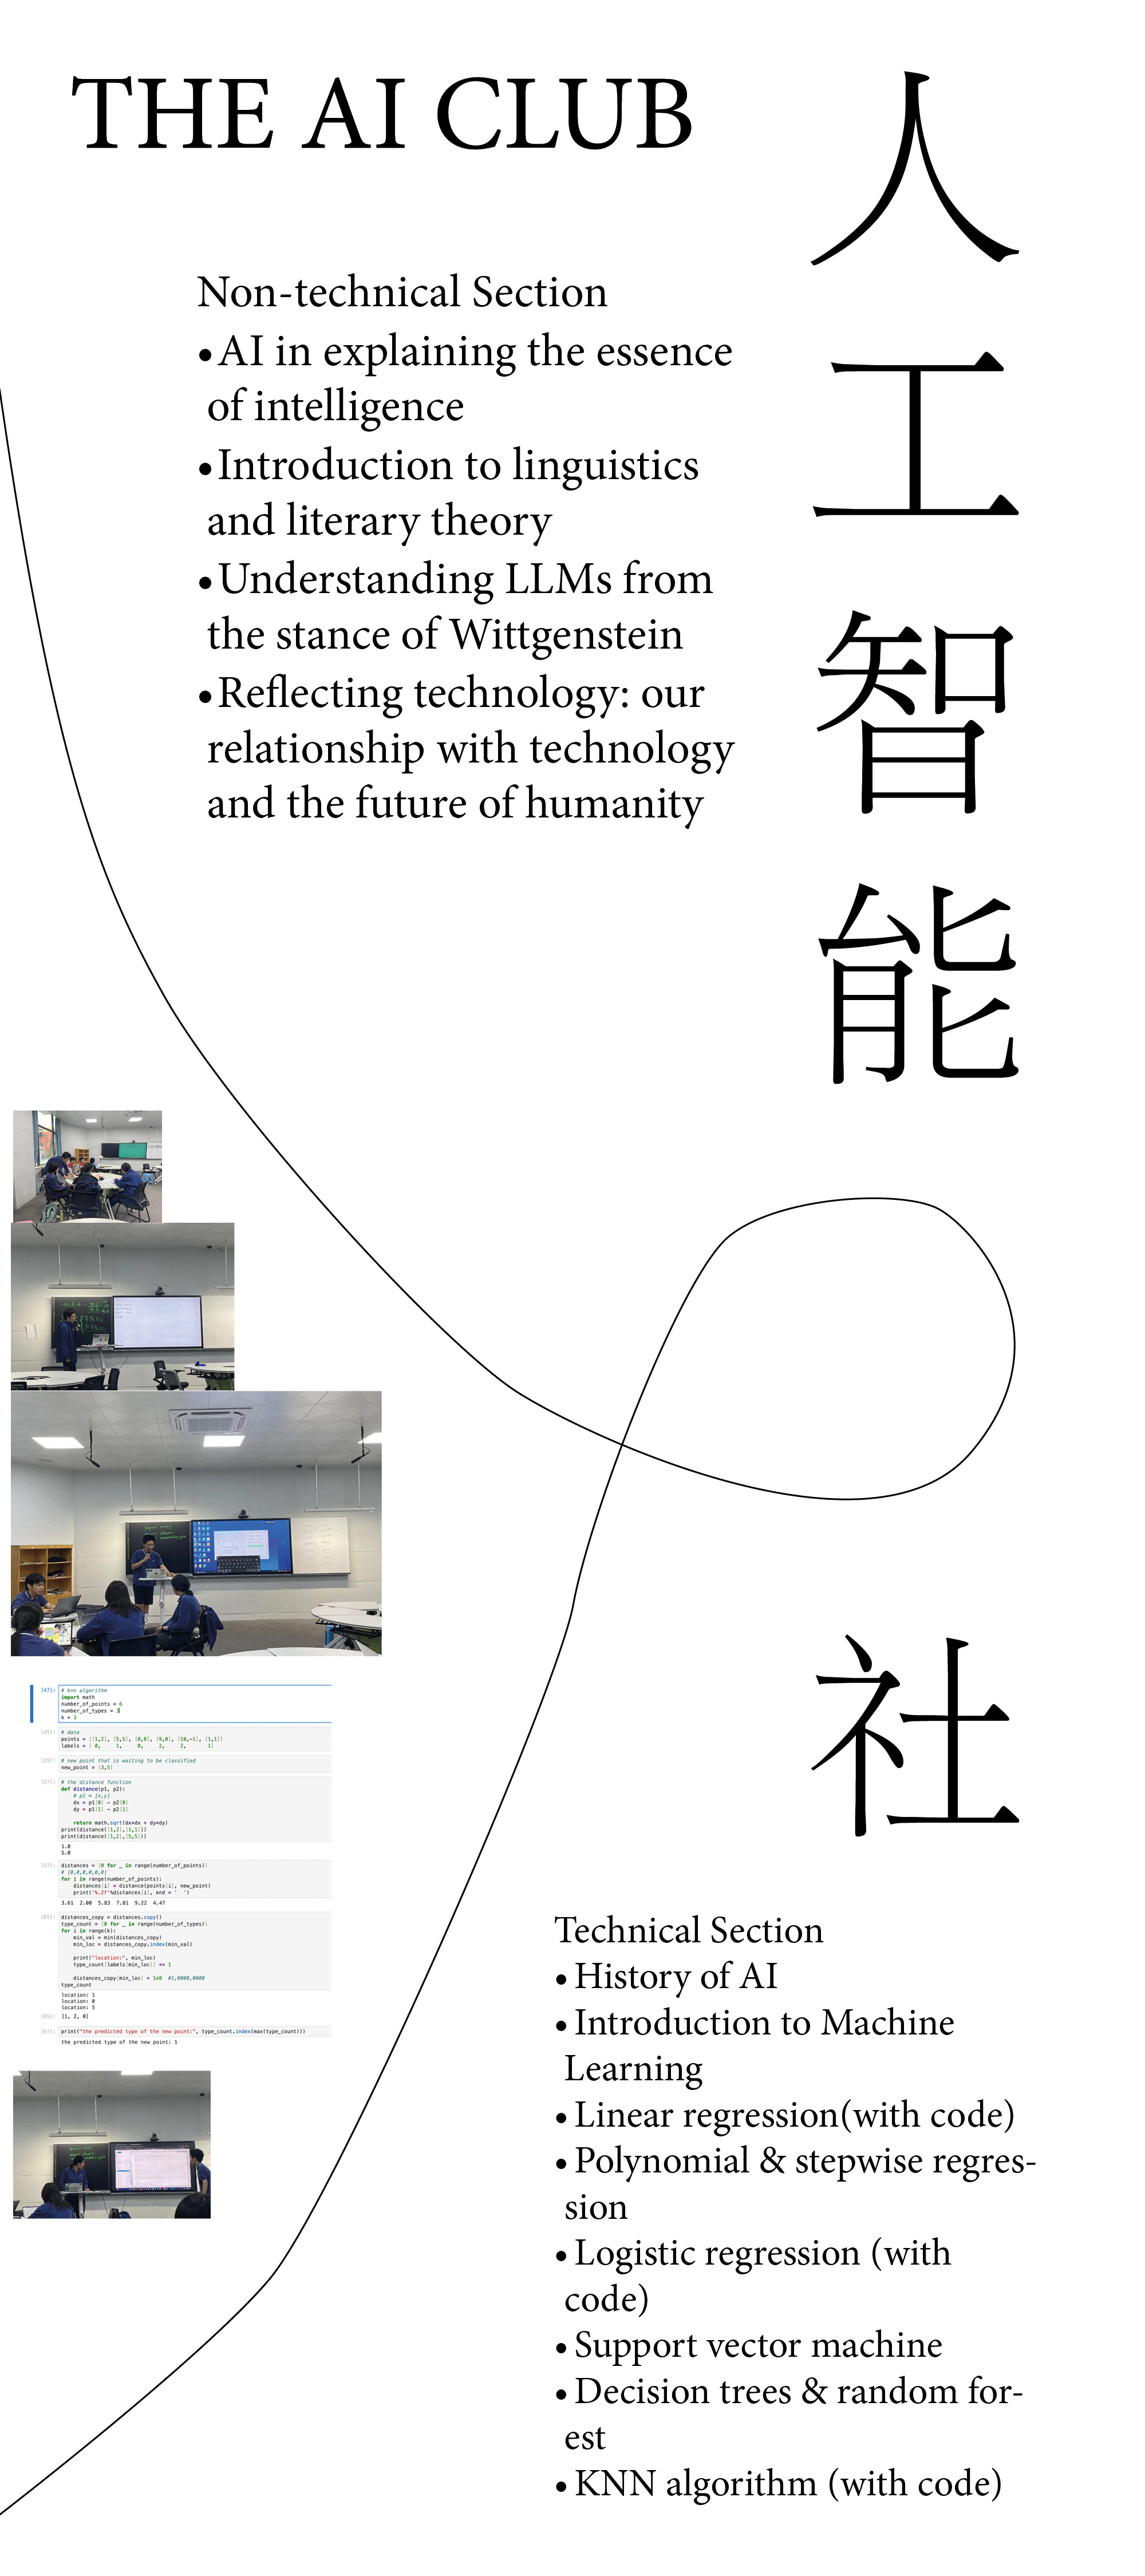 THE AI CLUB
人
工
智
能
社
Non-technical Section
•AI in explaining the essence
of intelligence
•Introduction to linguistics
and literary theory
•Understanding LLMs from
the stance of Wittgenstein
•Reflecting technology: our
relationship with technology
and the future of humanity
[47]: # knn algorithm
import math
number_of_points = 6
number_of_types = 3
k = 3
[45]: # data
points = [[1,2], [5,5], [8,8], [9,0], [10,-1], [1,1]]
labels = [ 0, 1, 0, 2, 2, 1]
[29]: # new point that is waiting to be classified
new_point = [3,5]
[27]: # the distance function
def distance(p1, p2):
# p1 = [x,y]
dx = p1[0] - p2[0]
dy = p1[1] - p2[1]
return math.sqrt(dx*dx + dy*dy)
print(distance([1,2],[1,1]))
print(distance([1,2],[5,5]))
1.0
5.0
[57]: distances = [0 for _ in range(number_of_points)]
# [0,0,0,0,0,0]
for i in range(number_of_points):
distances[i] = distance(points[i], new_point)
print('%.2f'%distances[i], end = ' ')
3.61 2.00 5.83 7.81 9.22 4.47
[65]: distances_copy = distances.copy()
type_count = [0 for _ in range(number_of_types)]
for i in range(k):
min_val = min(distances_copy)
min_loc = distances_copy.index(min_val)
print("location:", min_loc)
type_count[labels[min_loc]] += 1
distances_copy[min_loc] = 1e8 #1,0000,0000
type_count
location: 1
location: 0
location: 5
[65]: [1, 2, 0]
[67]: print("the predicted type of the new point:", type_count.index(max(type_count)))
the predicted type of the new point: 1
Technical Section
• History of AI
• Introduction to Machine
Learning
• Linear regression(with code)
• Polynomial & stepwise regres-
sion
• Logistic regression (with
code)
• Support vector machine
• Decision trees & random for-
est
• KNN algorithm (with code)